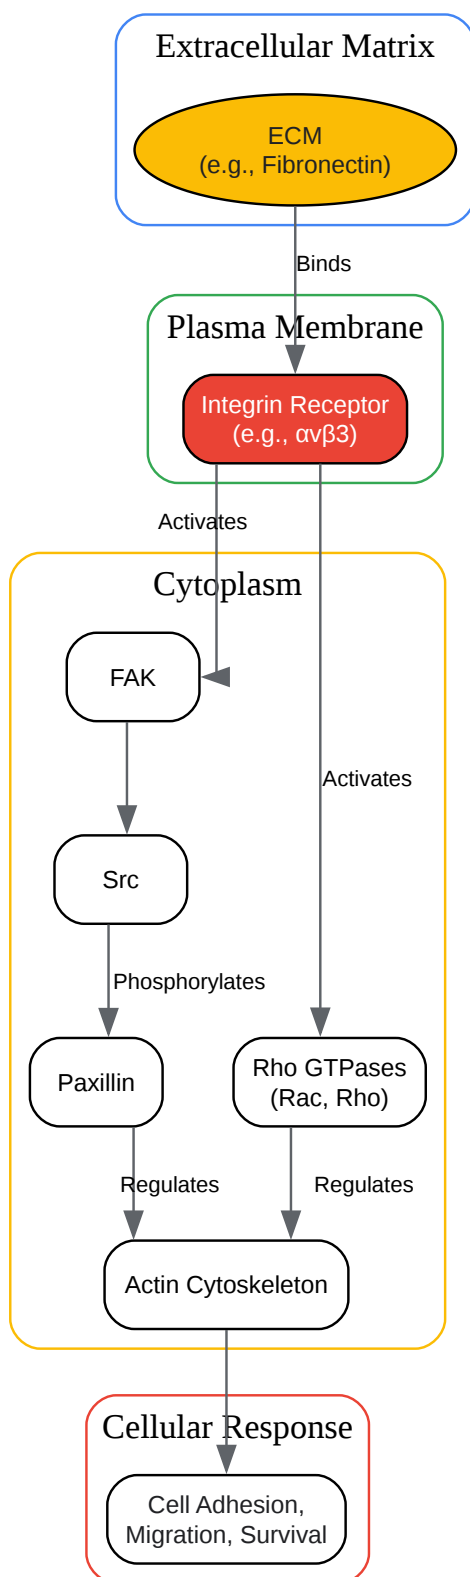 Extracellular Matrix
ECM
(e.g., Fibronectin)
Binds
Plasma Membrane
Integrin Receptor
(e.g., αvβ3)
Activates
Cytoplasm
FAK
Activates
Src
Phosphorylates
Paxillin
Rho GTPases
(Rac, Rho)
Regulates
Regulates
Actin Cytoskeleton
Cellular Response
Cell Adhesion,
Migration, Survival